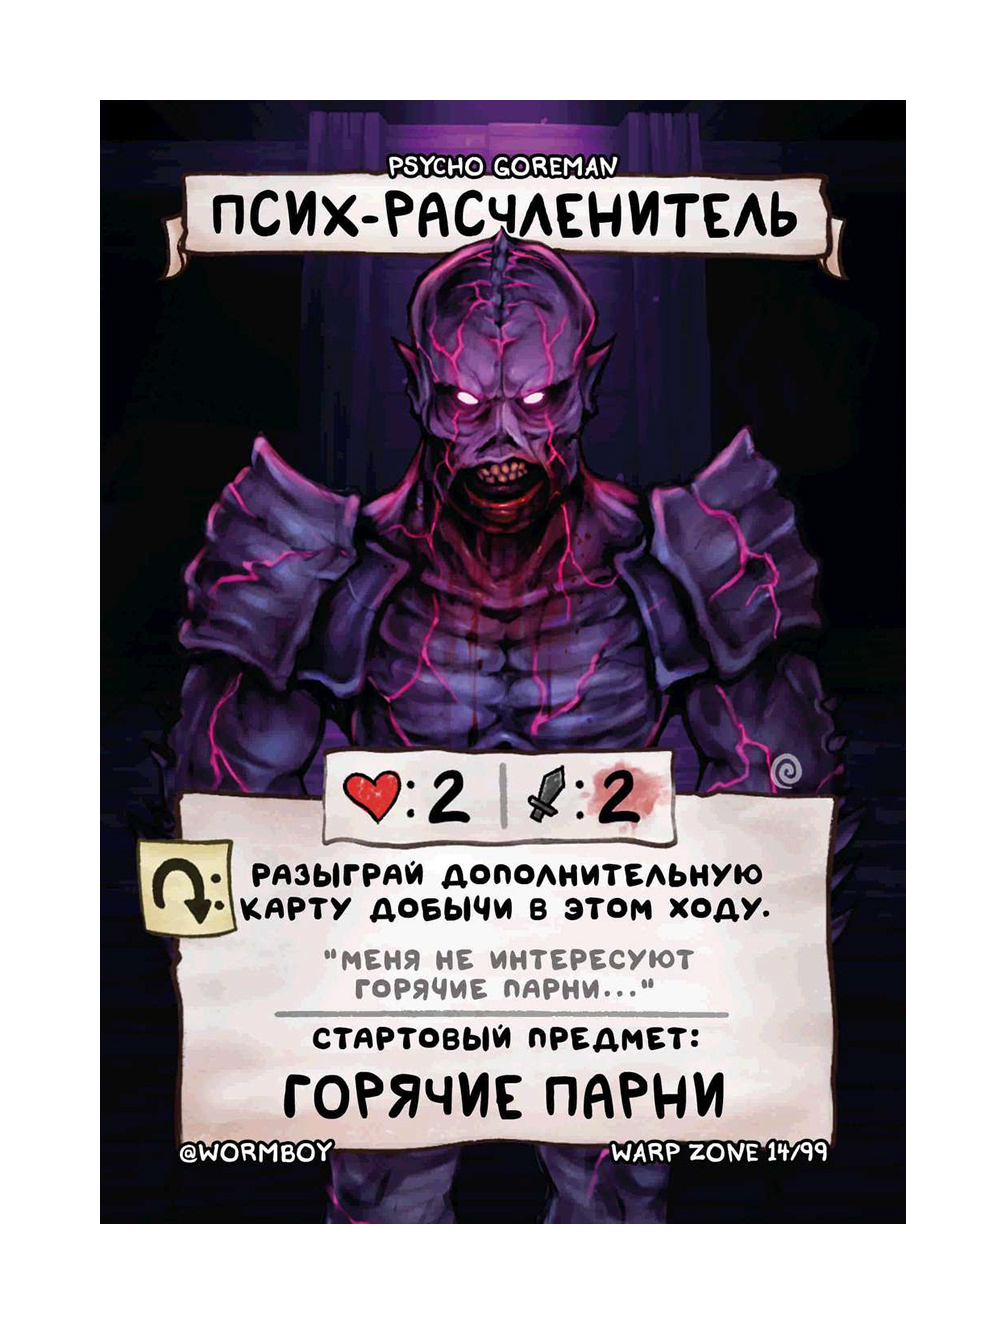 PSYCHO GOREMAN
ПСИХ-РАСЧЛЕНИТЕЛЬ
:2 | :2
РАЗЫГРАЙ ДОПОЛНИТЕЛЬНУЮ
КАРТУ ДОБЫЧИ В ЭТОМ ХОДУ.
"МЕНЯ НЕ ИНТЕРЕСУЮТ
ГОРЯЧИЕ ПАРНИ..."
СТАРТОВЫЙ ПРЕДМЕТ:
ГОРЯЧИЕ ПАРНИ
@WORMBOY
WARP ZONE 14/99